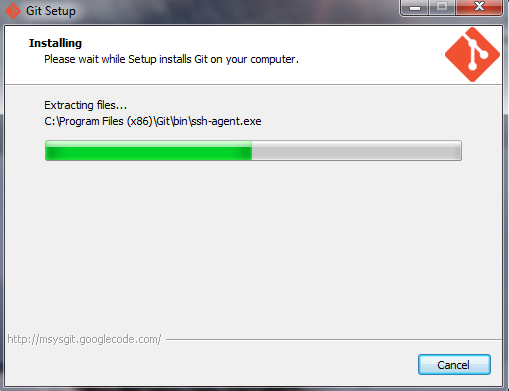 Git Setup
Installing
Please wait while Setup installs Git on your computer.
Extracting files...
C:\Program Files (x86)\Git\bin\ssh-agent.exe
http://msysgit.googlecode.com/
Cancel